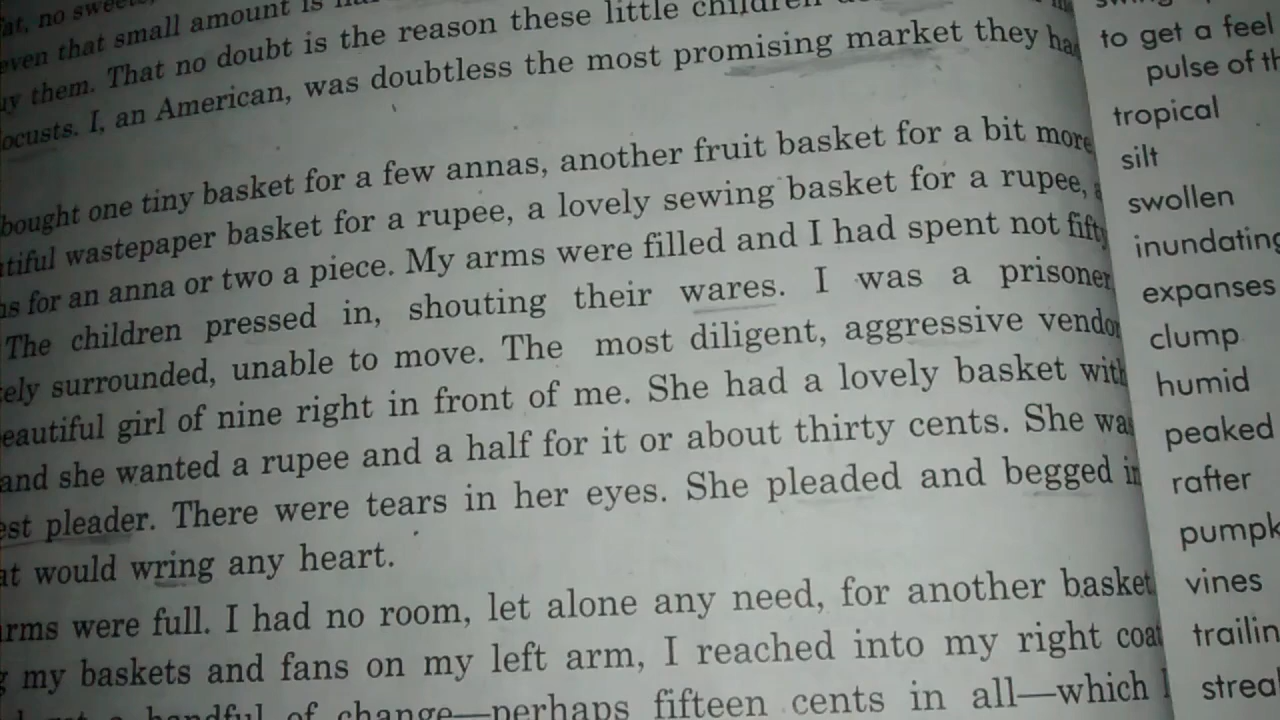 fat, no sweets,
even that small amount is
them. That no doubt is the reason these little children
locusts. I, an American, was doubtless the most promising market they had
bought one tiny basket for a few annas, another fruit basket for a bit more
wastepaper basket for a rupee, a lovely sewing basket for a rupee,
for an anna or two a piece. My arms were filled and I had spent not fifty
The children pressed in, shouting their wares. I was a prisoner
surrounded, unable to move. The most diligent, aggressive vendor
girl of nine right in front of me. She had a lovely basket with
and she wanted a rupee and a half for it or about thirty cents. She was
pleader. There were tears in her eyes. She pleaded and begged in
would wring any heart.
were full. I had no room, let alone any need, for another basket
my baskets and fans on my left arm, I reached into my right coat
handful of change—perhaps fifteen cents in all—which I
to get a feel
pulse of
tropical
silt
swollen
inundating
expanses
clump
humid
peaked
rafter
pumpk
vines
trailin
strea